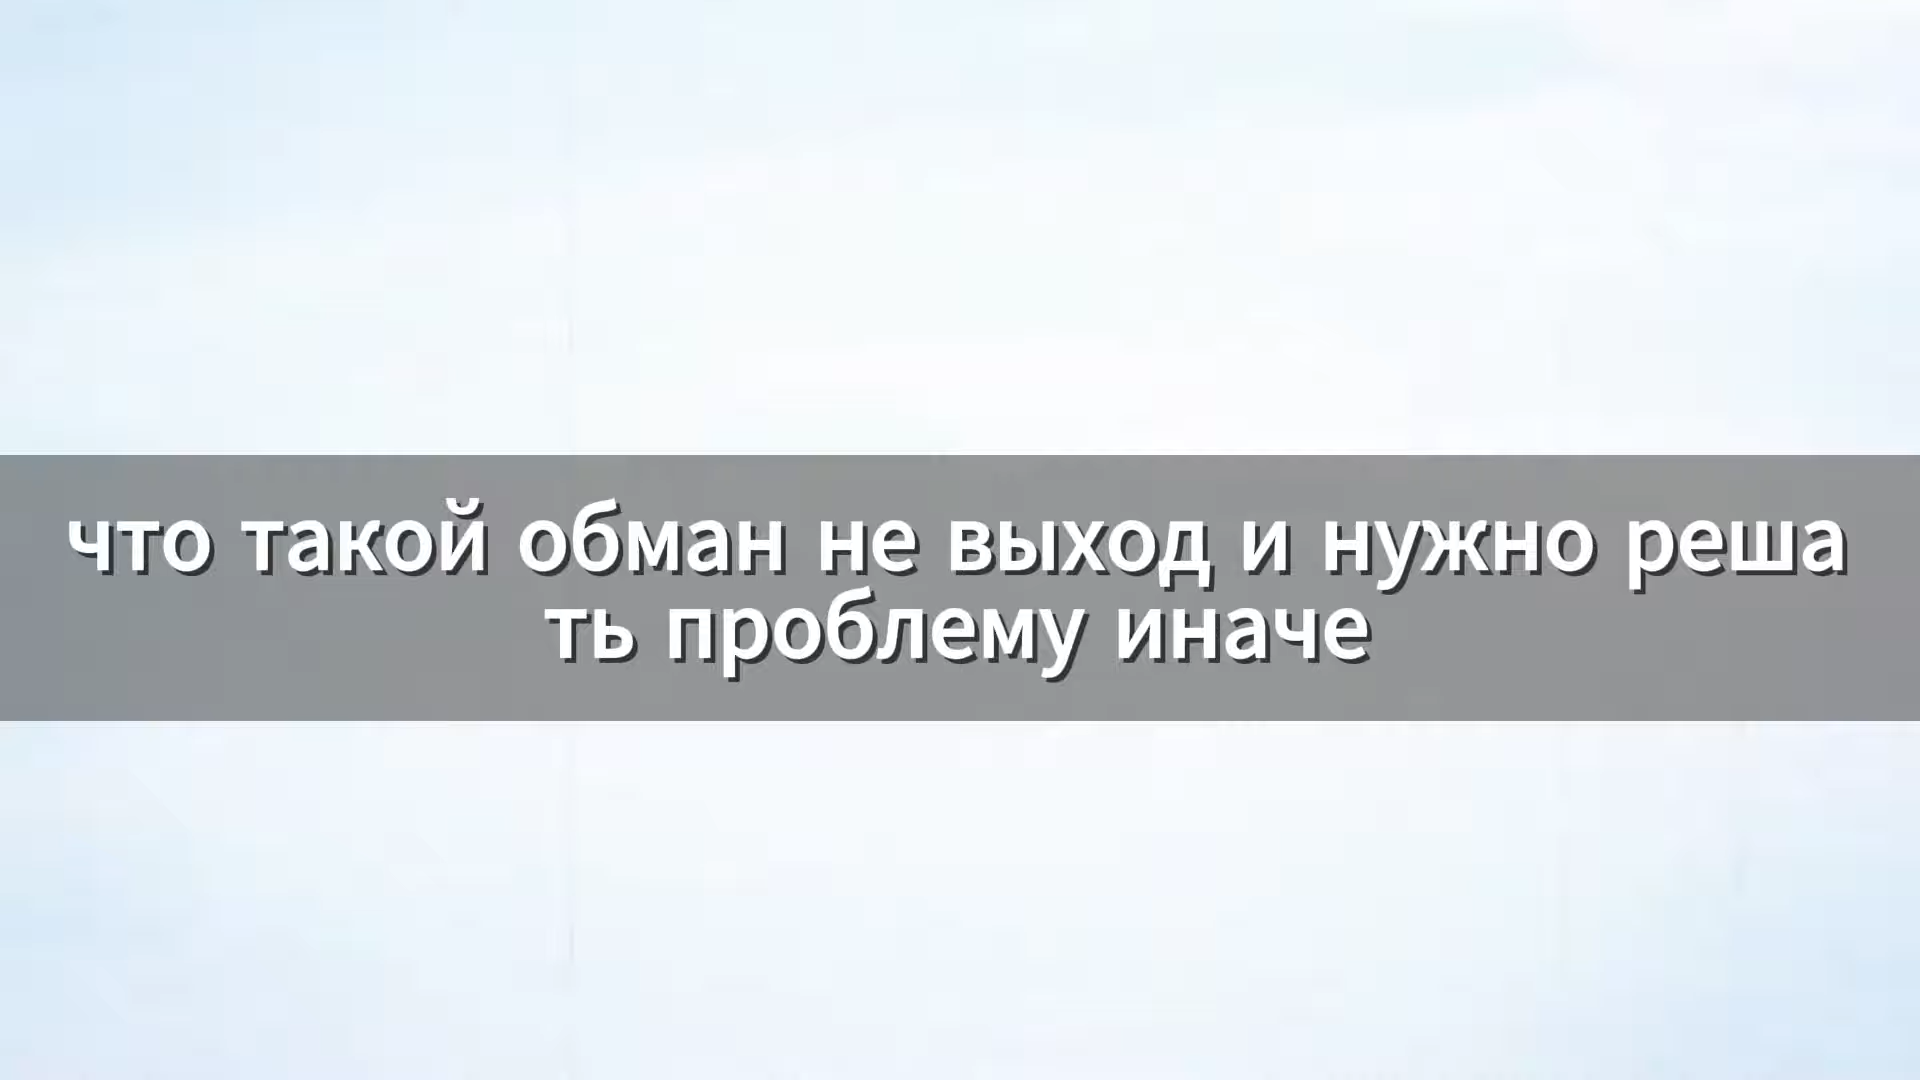 что такой обман не выход и нужно реша
ть проблему иначе